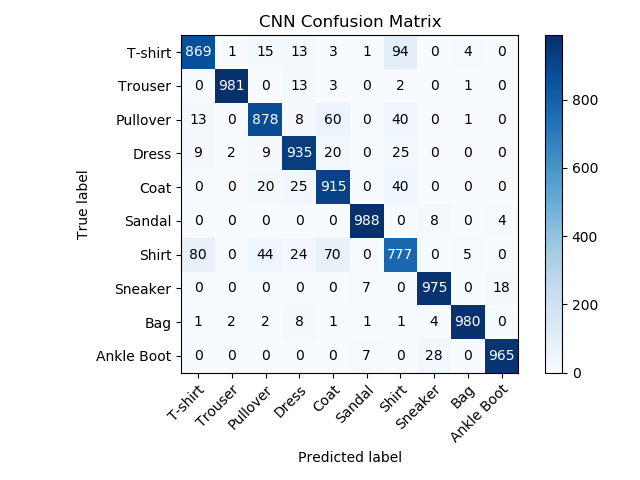 CNN Confusion Matrix
T-shirt 869 1 15 13 3 1 94 0 4 0
Trouser 0 981 0 13 3 0 2 0 1 0
Pullover 13 0 878 8 60 0 40 0 1 0
Dress 9 2 9 935 20 0 25 0 0 0
Coat 0 0 20 25 915 0 40 0 0 0
Sandal 0 0 0 0 0 988 0 8 0 4
Shirt 80 0 44 24 70 0 777 0 5 0
Sneaker 0 0 0 0 0 7 0 975 0 18
Bag 1 2 2 8 1 1 1 4 980 0
Ankle Boot 0 0 0 0 0 7 0 28 0 965
T-shirt Trouser Pullover Dress Coat Sandal Shirt Sneaker Bag Ankle Boot
Predicted label
True label
800
600
400
200
0